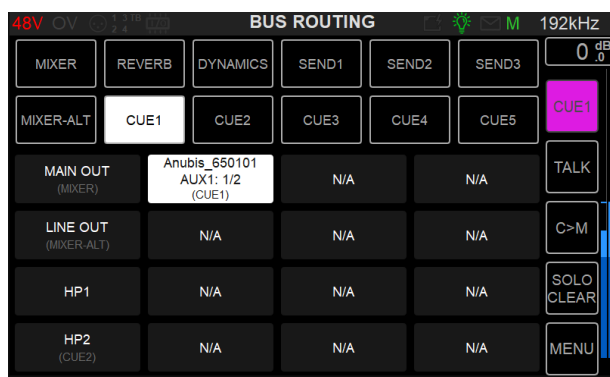 48V OV 1 3 TB 2 4 BUS ROUTING M 192kHz
0 .0 dB
MIXER REVERB DYNAMICS SEND1 SEND2 SEND3
MIXER-ALT CUE1 CUE2 CUE3 CUE4 CUE5 CUE1
MAIN OUT
(MIXER)
Anubis_650101
AUX1: 1/2
(CUE1)
N/A N/A TALK
LINE OUT
(MIXER-ALT)
N/A N/A N/A C>M
HP1 N/A N/A N/A
SOLO
CLEAR
HP2
(CUE2)
N/A N/A N/A MENU